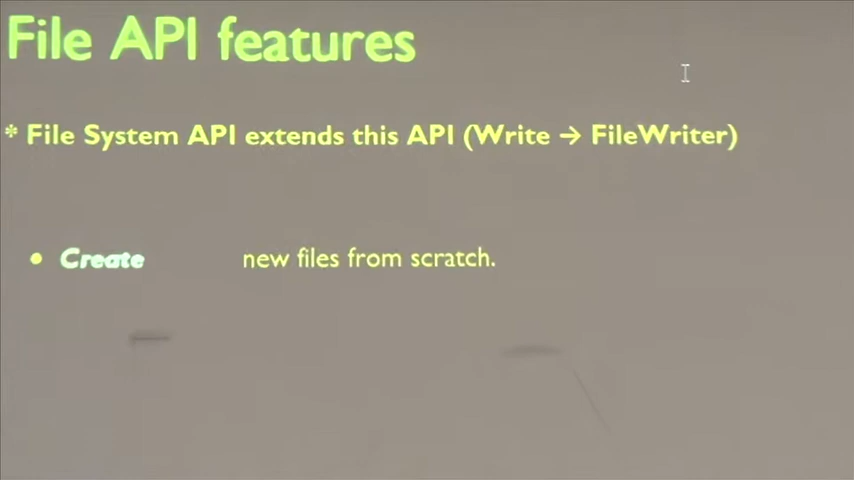 File API features
* File System API extends this API (Write → FileWriter)
• Create new files from scratch.